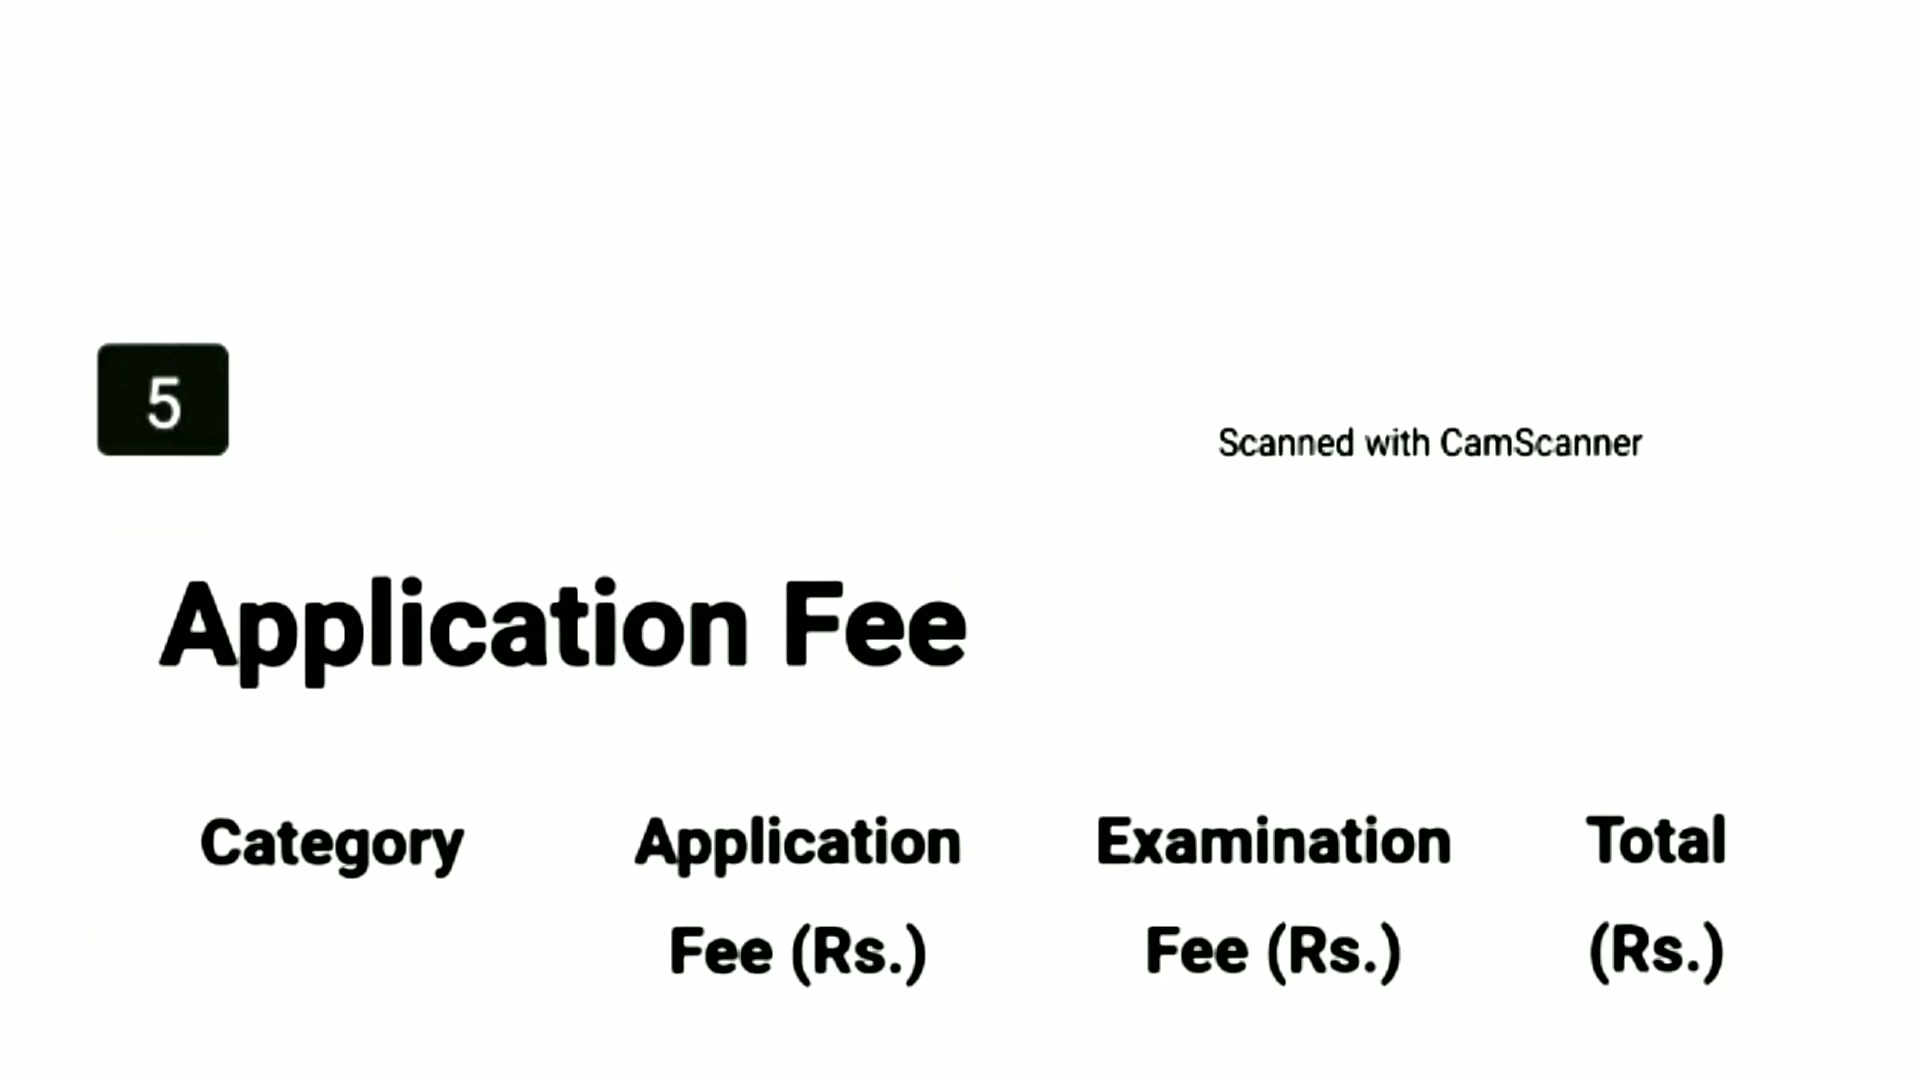 5
Scanned with CamScanner
Application Fee
Category Application Examination Total
Fee (Rs.) Fee (Rs.) (Rs.)